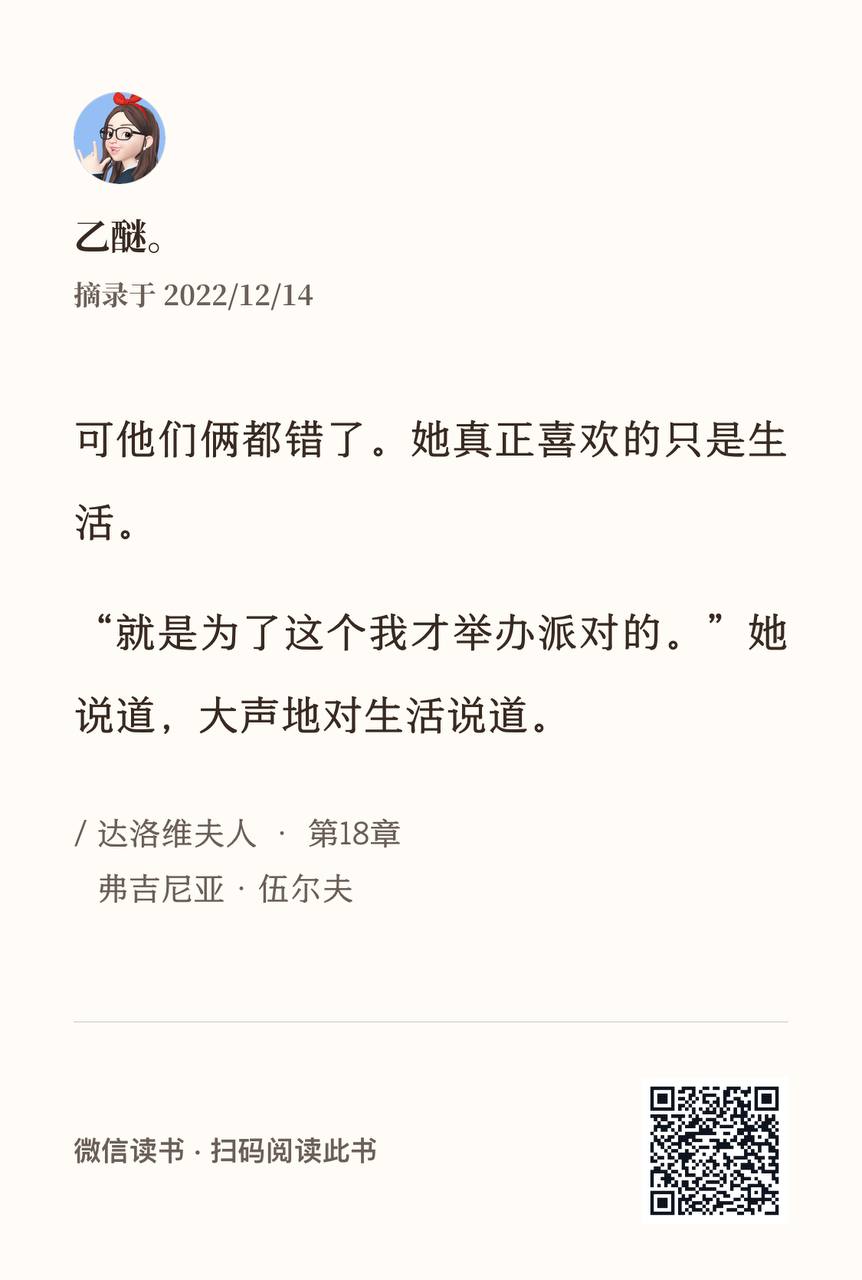 乙醚。
摘录于 2022/12/14
可他们俩都错了。她真正喜欢的只是生
活。
“就是为了这个我才举办派对的。”她
说道，大声地对生活说道。
/ 达洛维夫人 · 第18章
弗吉尼亚 · 伍尔夫
微信读书 · 扫码阅读此书